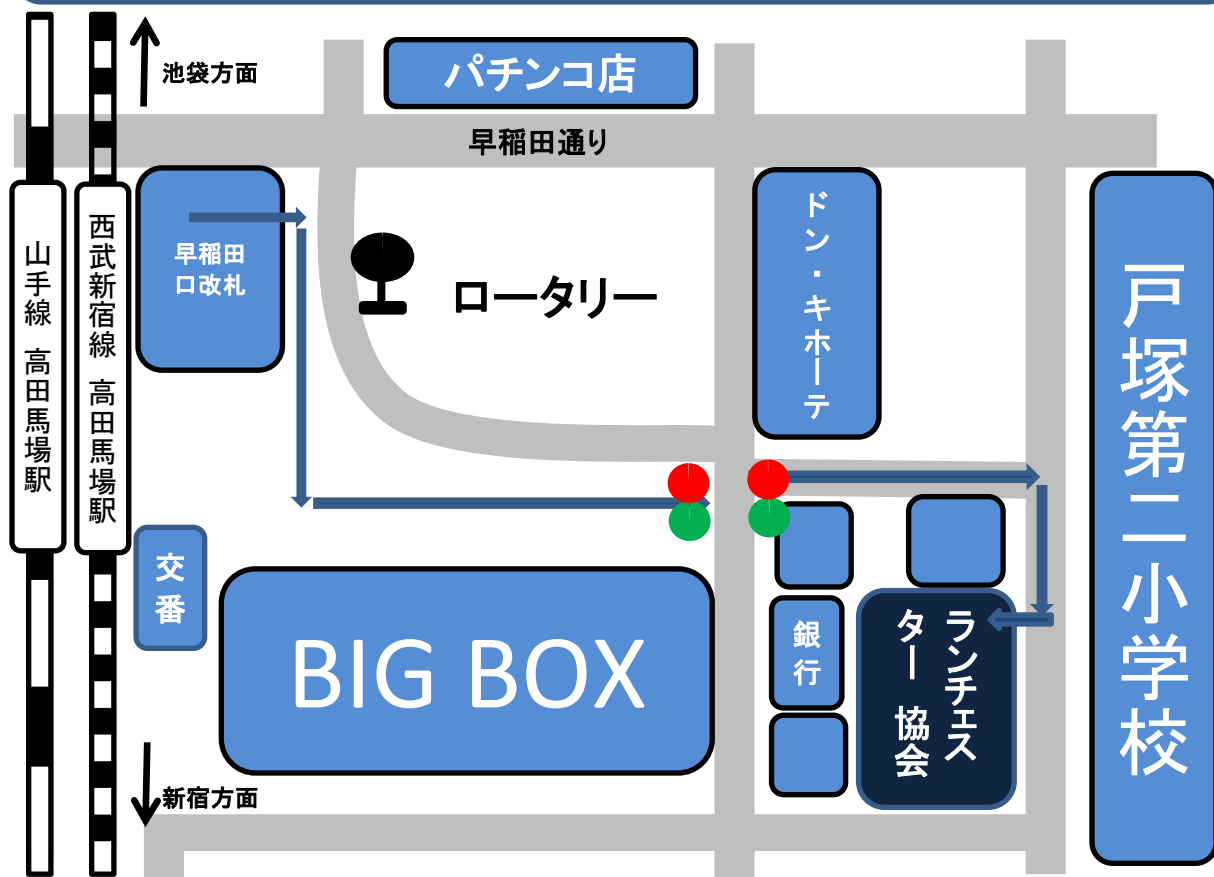 池袋方面
パチンコ店
早稲田通り
山手線 高田馬場駅
西武新宿線 高田馬場駅
早稲田
口改札
ロータリー
ドン・キホーテ
戸塚第二小学校
交番
BIG BOX
銀行
ランチェス
ター 協会
新宿方面